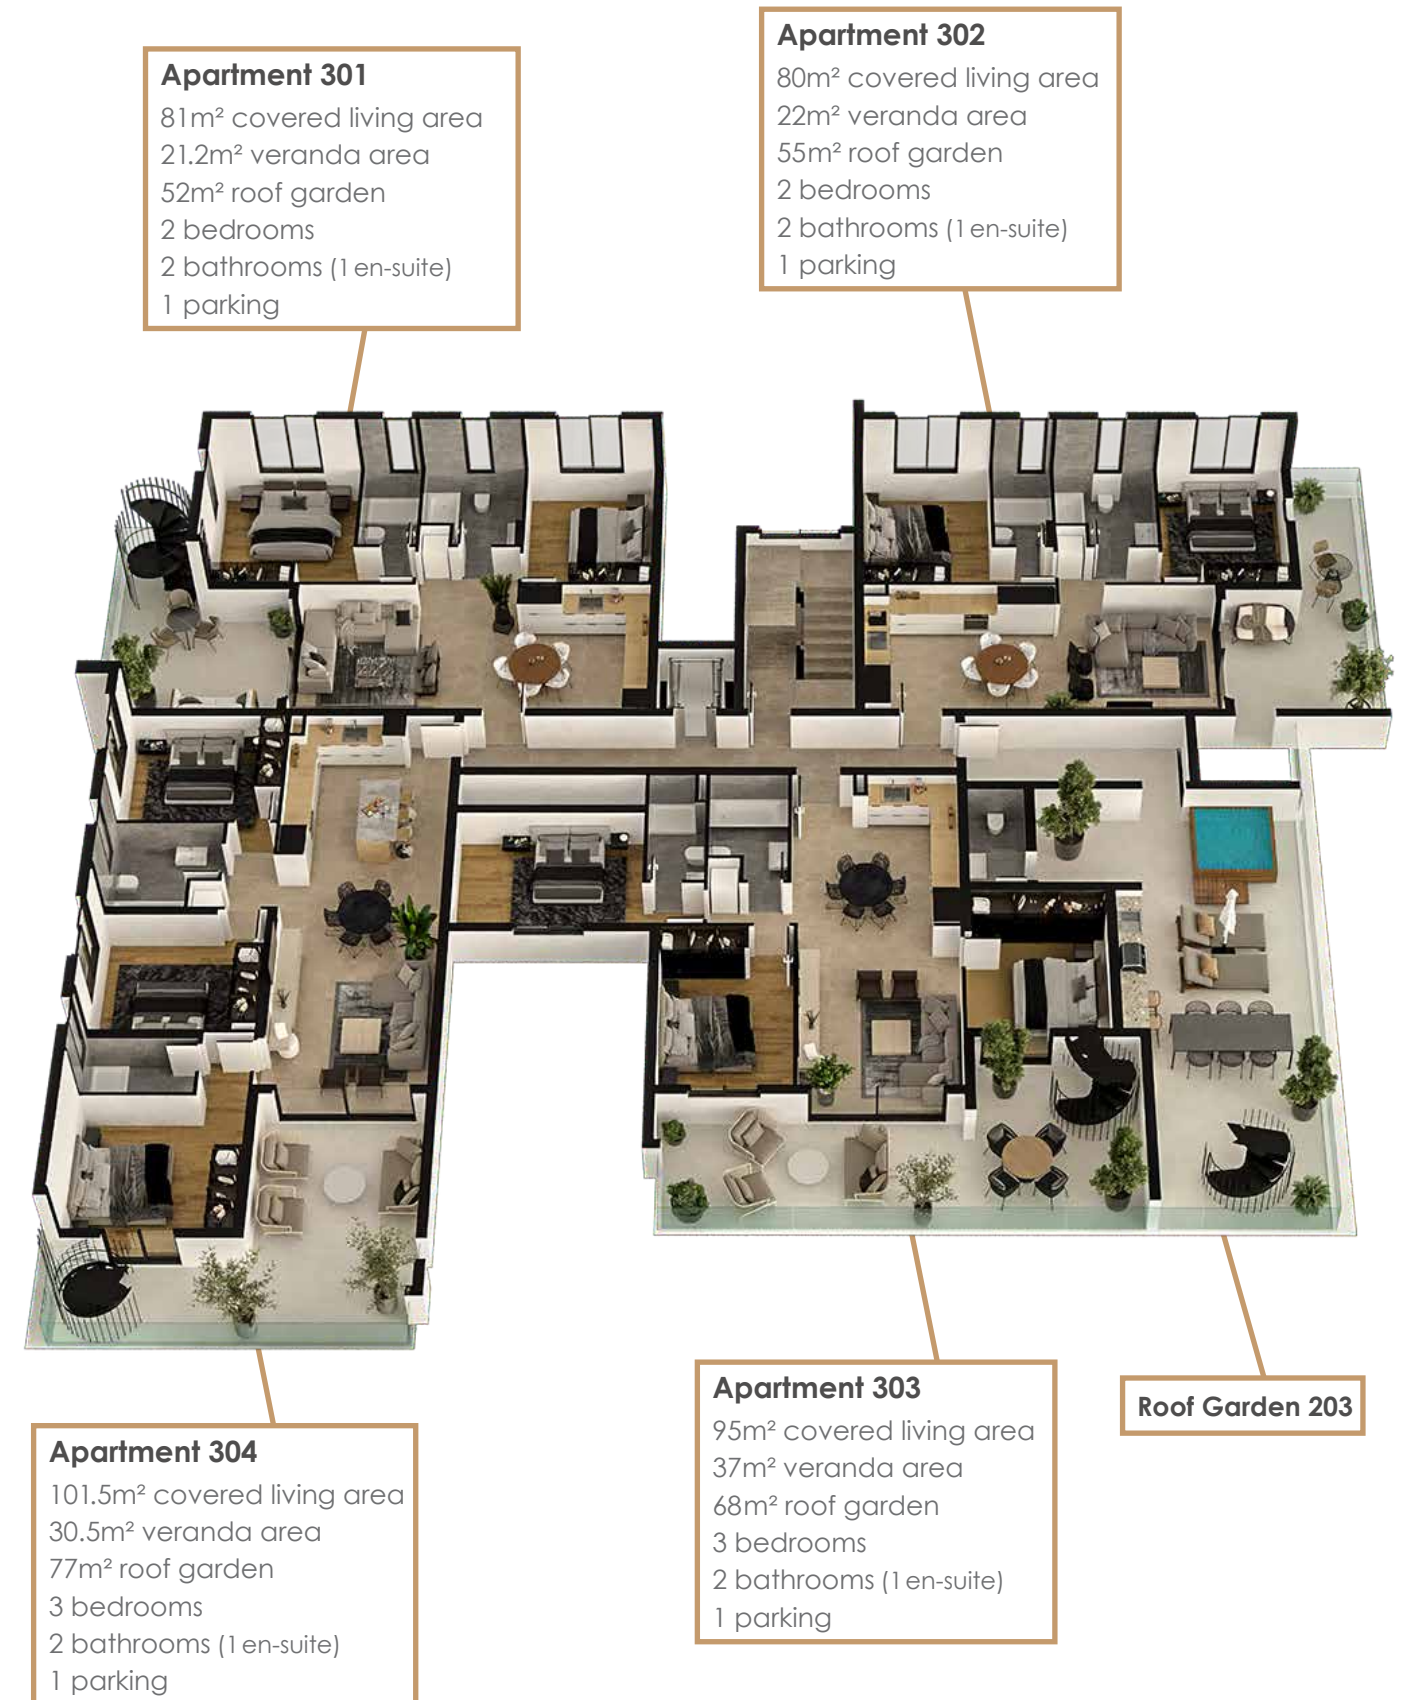 Apartment 301
81m² covered living area
21.2m² veranda area
52m² roof garden
2 bedrooms
2 bathrooms (1 en-suite)
1 parking
Apartment 302
80m² covered living area
22m² veranda area
55m² roof garden
2 bedrooms
2 bathrooms (1 en-suite)
1 parking
Apartment 304
101.5m² covered living area
30.5m² veranda area
77m² roof garden
3 bedrooms
2 bathrooms (1 en-suite)
1 parking
Apartment 303
95m² covered living area
37m² veranda area
68m² roof garden
3 bedrooms
2 bathrooms (1 en-suite)
1 parking
Roof Garden 203